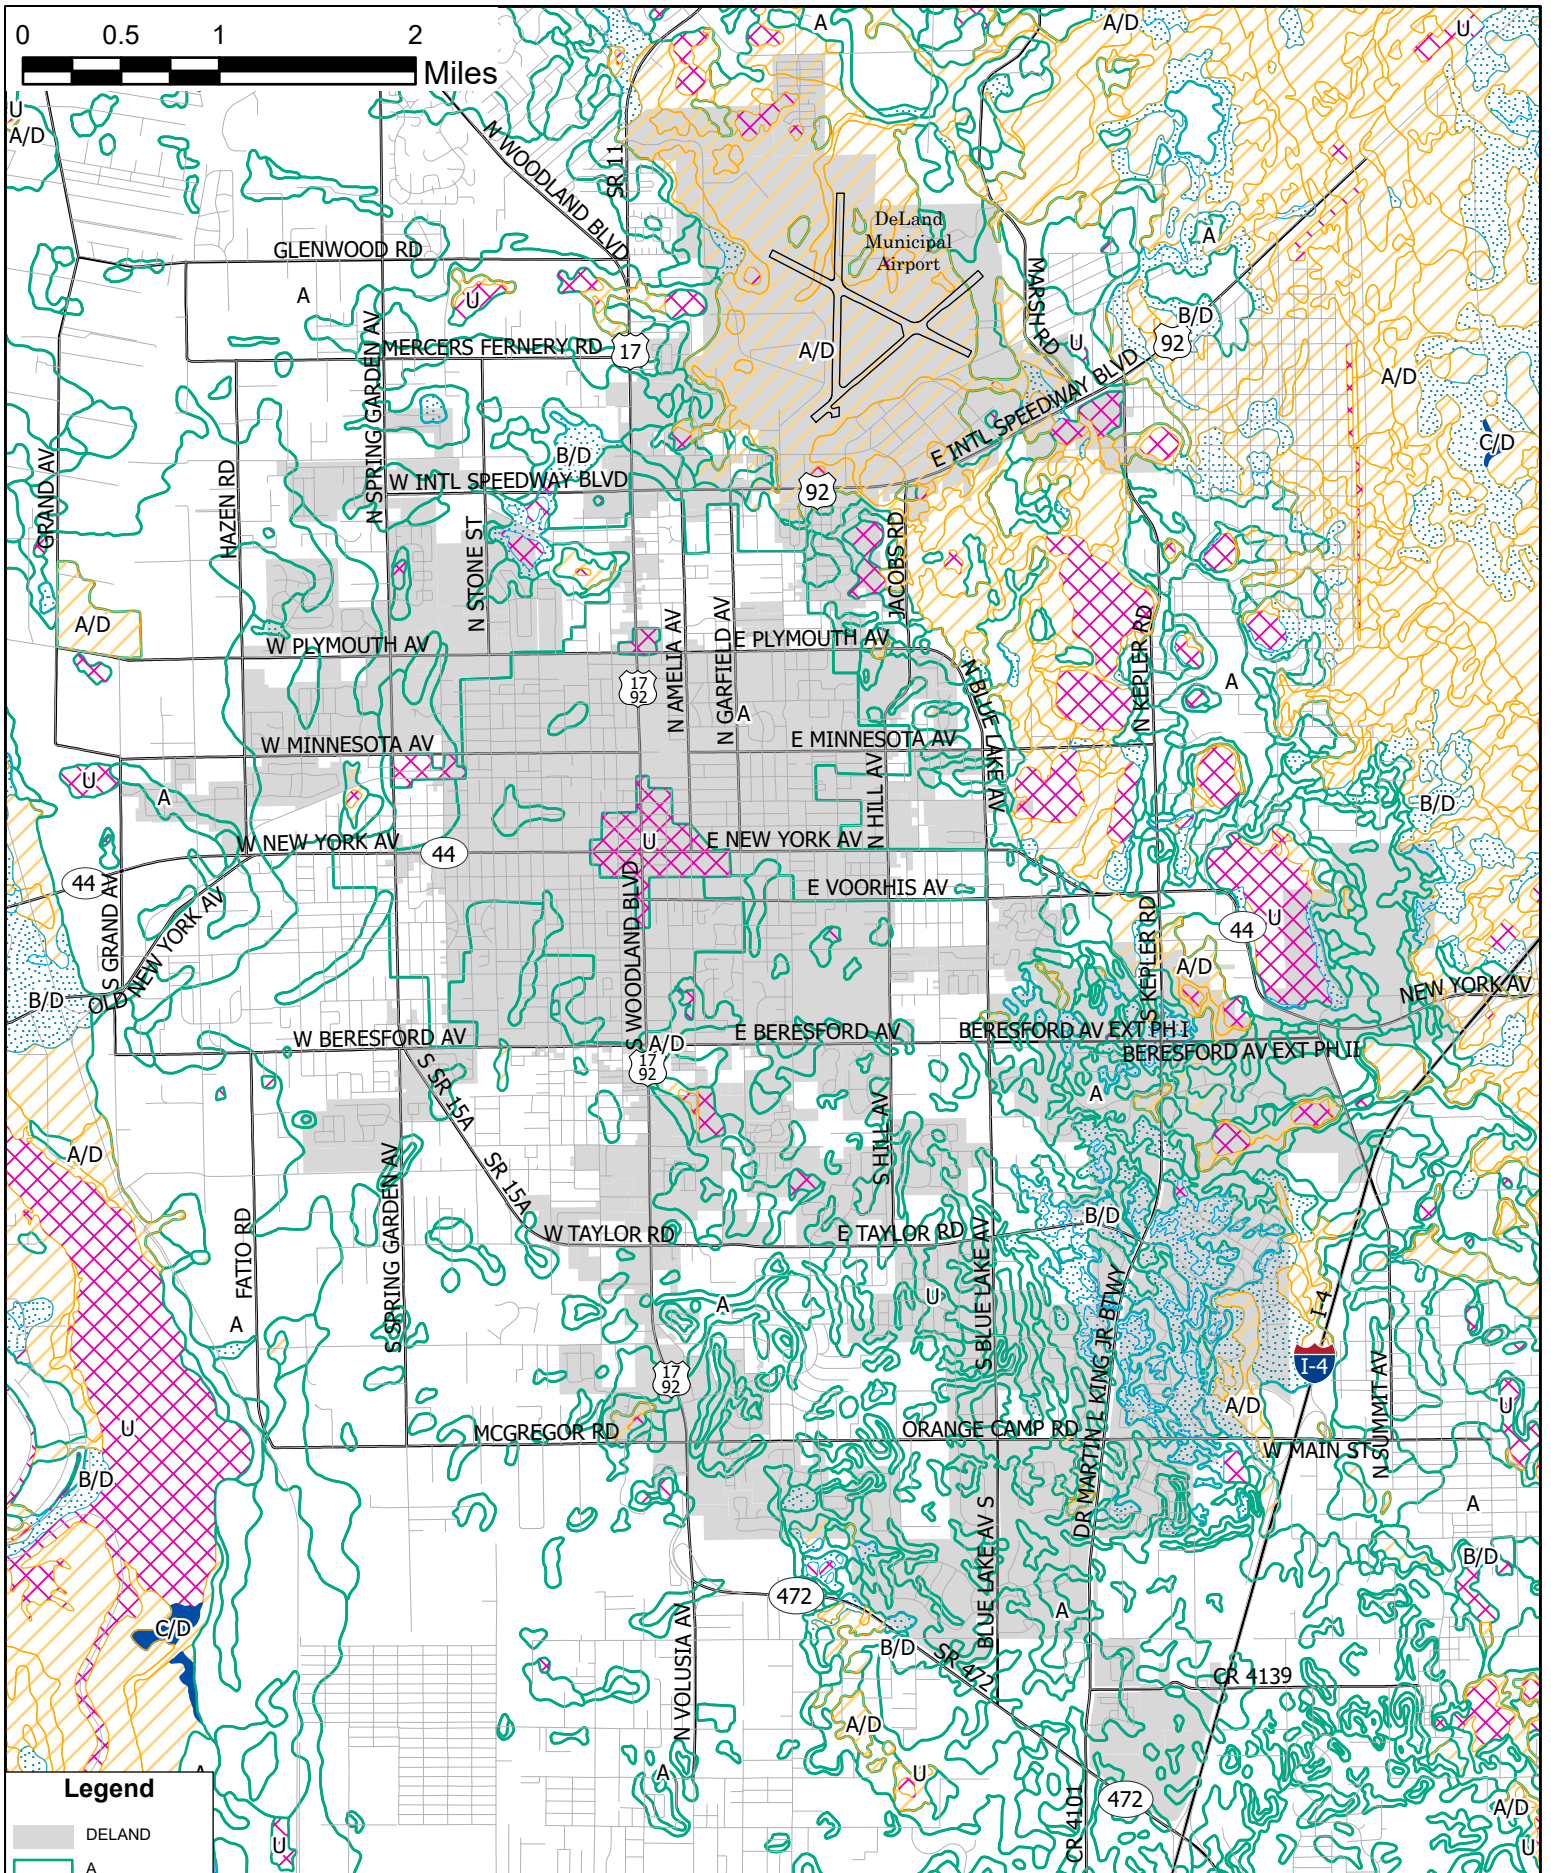 0 0.5 1 2
Miles
A
A/D
U
U
A/D
N WOODLAND BLVD
SR 11
DeLand
Municipal
Airport
A
GLENWOOD RD
MARSH RD
A
U
B/D
N SPRING GARDEN AV
MERCERS FERNERY RD
17
A/D
U
92
A/D
B/D
C/D
GRAND AV
HAZEN RD
W INTL SPEEDWAY BLVD
E INTL SPEEDWAY BLVD
92
N STONE ST
JACOBS RD
A/D
W PLYMOUTH AV
E PLYMOUTH AV
N AMELIA AV
N GARFIELD AV
N KEPLER RD
N BLUE LAKE AV
17
92
A
A
W MINNESOTA AV
E MINNESOTA AV
U
A
N HILL AV
B/D
W NEW YORK AV
44
U
E NEW YORK AV
44
S GRAND AV
OLD NEW YORK AV
S WOODLAND BLVD
E VOORHIS AV
S KEPLER RD
U
44
A/D
B/D
NEW YORK AV
W BERESFORD AV
A/D
E BERESFORD AV
BERESFORD AV EXT PH I
BERESFORD AV EXT PH II
17
92
S SR 15A
A
S HILL AV
A/D
SR 15A
S SPRING GARDEN AV
FATIO RD
W TAYLOR RD
E TAYLOR RD
B/D
S BLUE LAKE AV
DR MARTIN L KING JR BTWY
A
U
A
I-4
I-4
17
92
N SUMMIT AV
A/D
U
U
MCGREGOR RD
ORANGE CAMP RD
W MAIN ST
B/D
A
B/D
472
BLUE LAKE AV S
A
C/D
N VOLUSIA AV
B/D
SR 472
CR 4139
A/D
A
U
472
A/D
CR 4101
U
U
Legend
DELAND
A